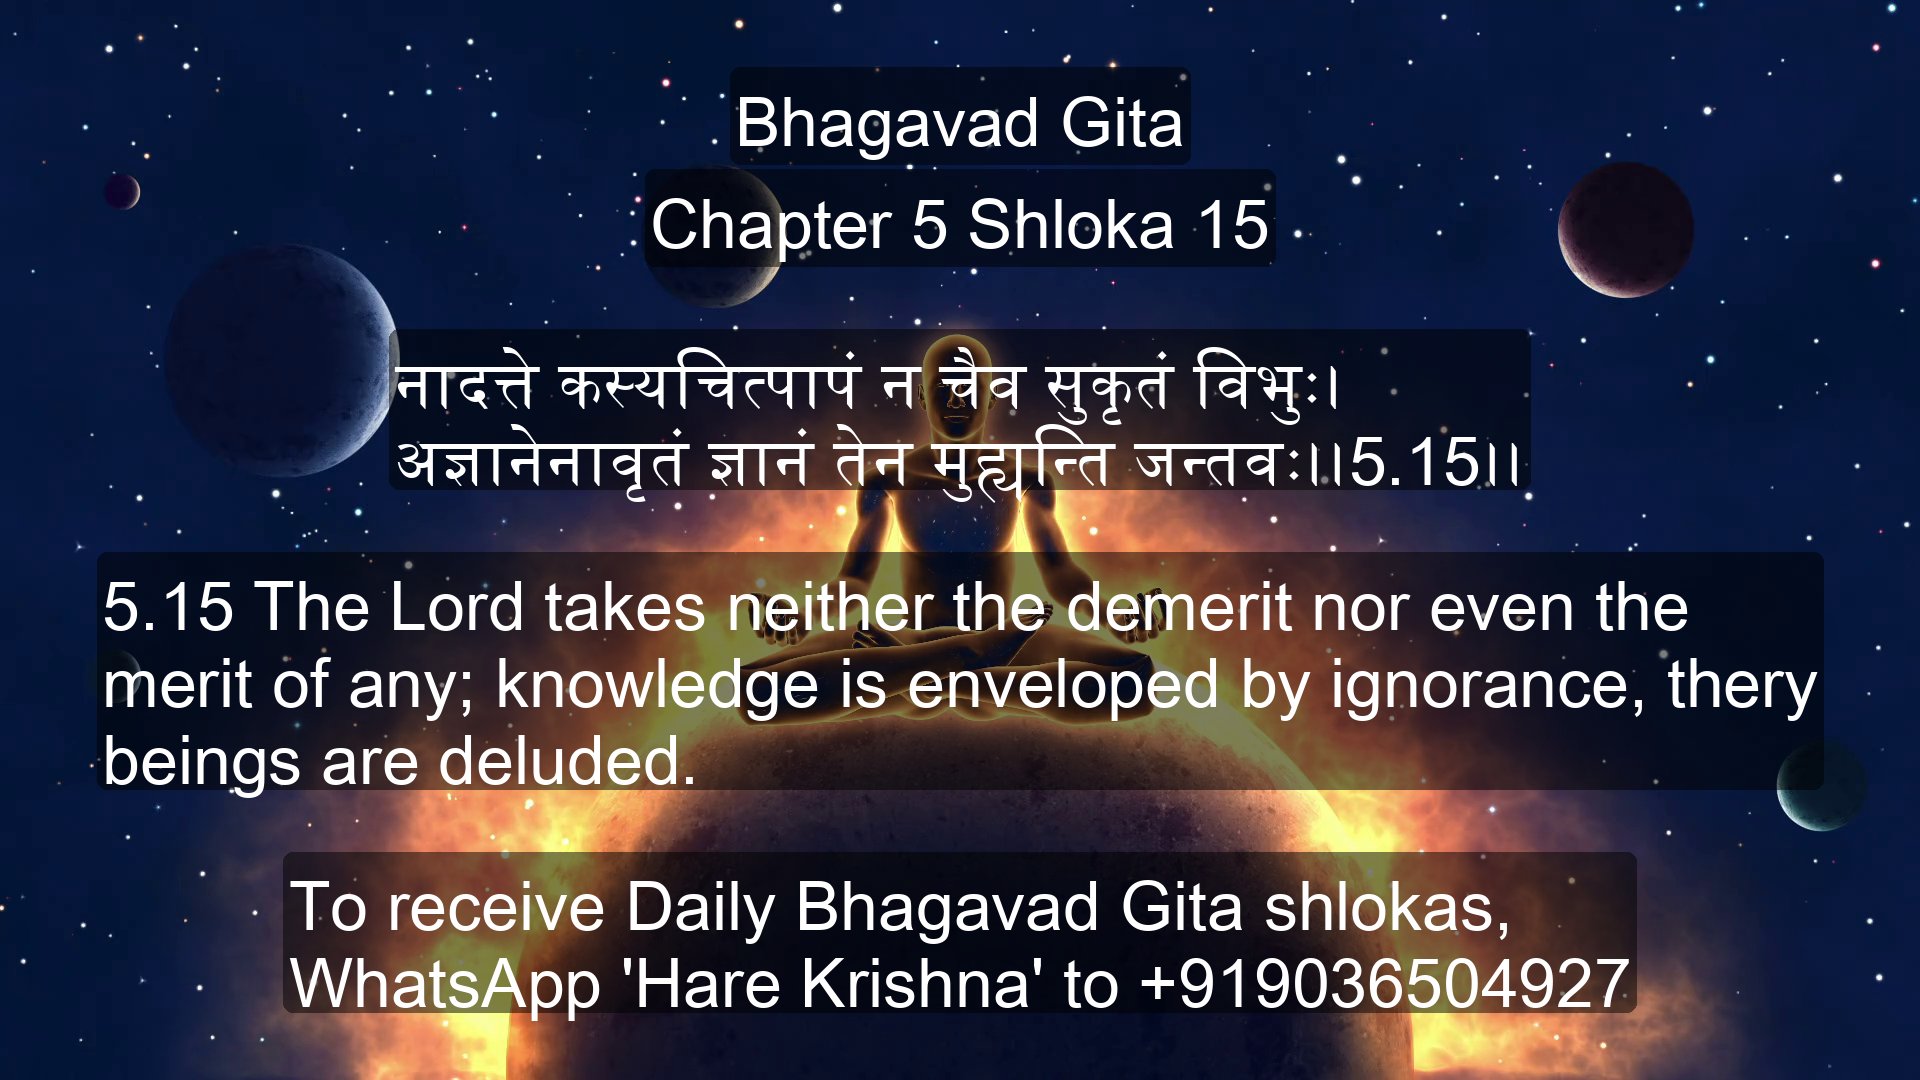 Bhagavad Gita
Chapter 5 Shloka 15
नादत्ते कस्यचित्पापं न चैव सुकृतं विभुः।
अज्ञानेनावृतं ज्ञानं तेन मुह्यन्ति जन्तवः।।5.15।।
5.15 The Lord takes neither the demerit nor even the
merit of any; knowledge is enveloped by ignorance, thery
beings are deluded.
To receive Daily Bhagavad Gita shlokas,
WhatsApp 'Hare Krishna' to +919036504927